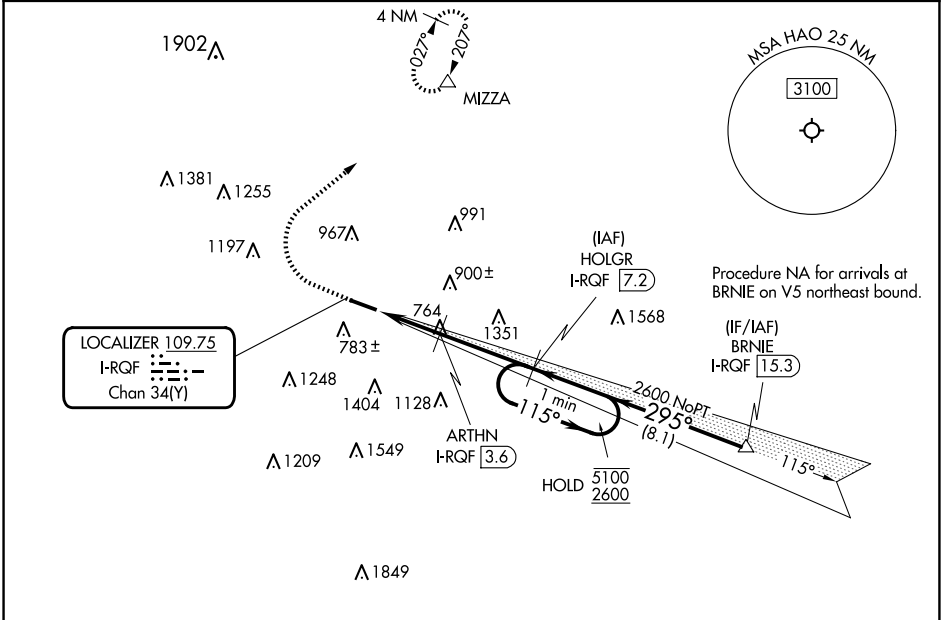 4 NM
027°
207°
MIZZA
1902
MSA HAO 25 NM
3100
1381
1255
1197
967
991
900±
(IAF)
HOLGR
I-RQF 7.2
Procedure NA for arrivals at
BRNIE on V5 northeast bound.
(IF/IAF)
BRNIE
I-RQF 15.3
764
783±
1351
1568
LOCALIZER 109.75
I-RQF
Chan 34(Y)
1248
1404
1128
1 min
115°
2600 NoPT
295°
(8.1)
115°
ARTHN
I-RQF 3.6
1209
1549
HOLD 5100
2600
1849